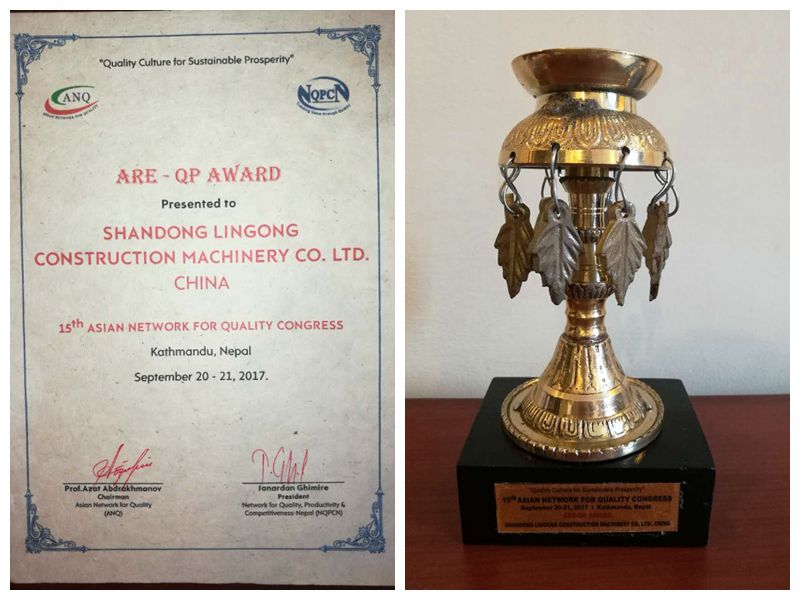 "Quality Culture for Sustainable Prosperity"
ANQ
ASIAN NETWORK FOR QUALITY
NQPCN
ARE - QP AWARD
Presented to
SHANDONG LINGONG
CONSTRUCTION MACHINERY CO. LTD.
CHINA
15th ASIAN NETWORK FOR QUALITY CONGRESS
Kathmandu, Nepal
September 20 - 21, 2017.
Prof.Azat Abdrakhmanov
Chairman
Asian Network for Quality
(ANQ)
Janardan Ghimire
President
Network for Quality, Productivity &
Competitiveness-Nepal (NQPCN)
"Quality Culture for Sustainable Prosperity"
15th ASIAN NETWORK FOR QUALITY CONGRESS
September 20-21, 2017 | Kathmandu, Nepal
ARE-QP AWARD
SHANDONG LINGONG CONSTRUCTION MACHINERY CO. LTD., CHINA